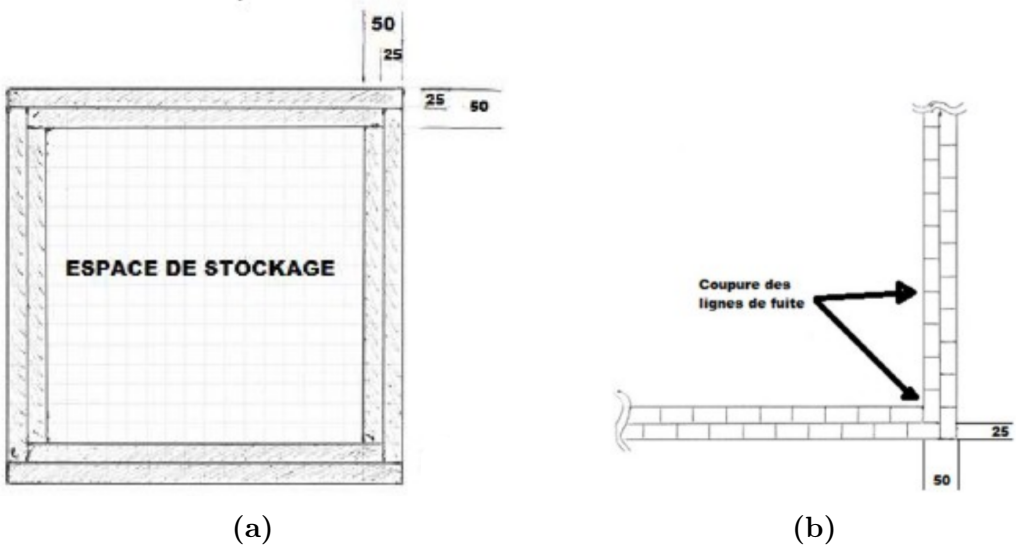 50
25
25
50
ESPACE DE STOCKAGE
(a)
Coupure des
lignes de fuite
25
50
(b)